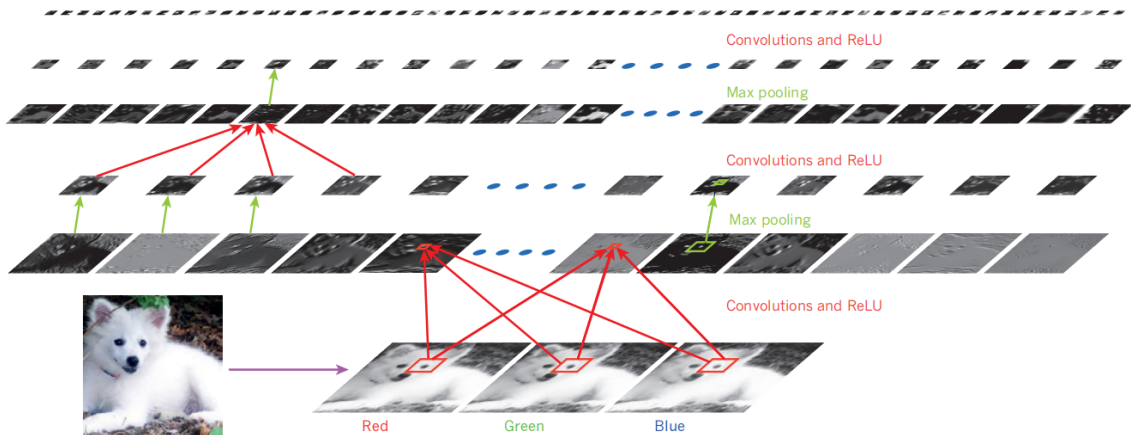 Convolutions and ReLU
Max pooling
Convolutions and ReLU
Max pooling
Convolutions and ReLU
Red
Green
Blue